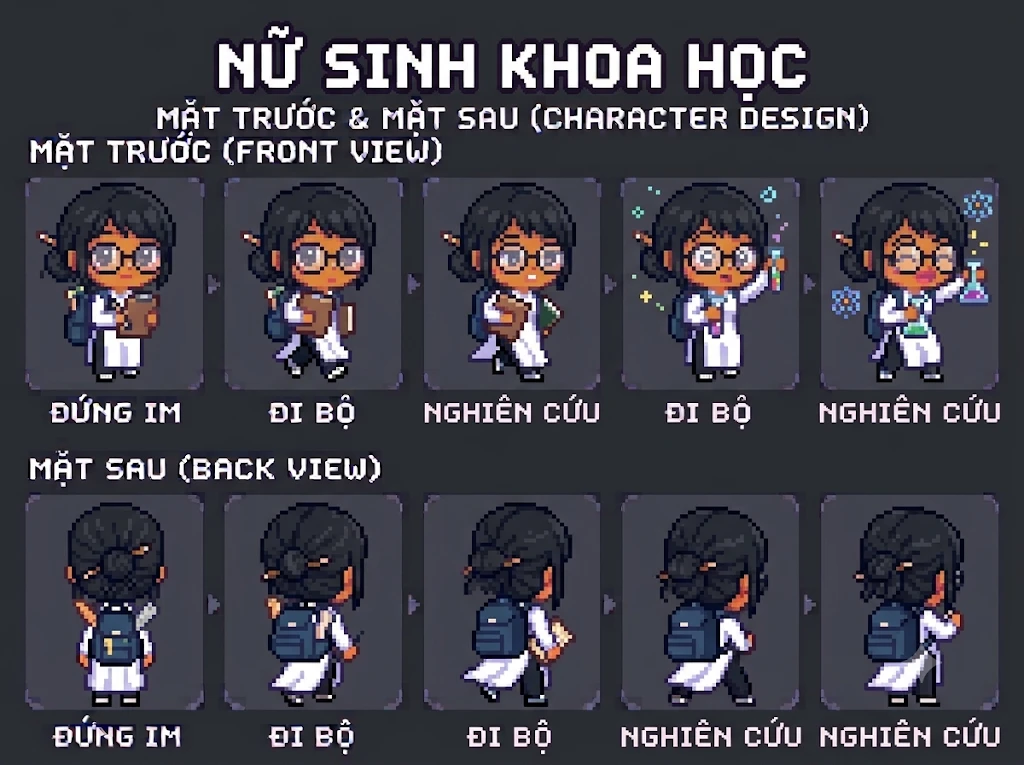 NỮ SINH KHOA HỌC
MẶT TRƯỚC & MẶT SAU (CHARACTER DESIGN)
MẶT TRƯỚC (FRONT VIEW)
ĐỨNG IM ĐI BỘ NGHIÊN CỨU ĐI BỘ NGHIÊN CỨU
MẶT SAU (BACK VIEW)
ĐỨNG IM ĐI BỘ ĐI BỘ NGHIÊN CỨU NGHIÊN CỨU